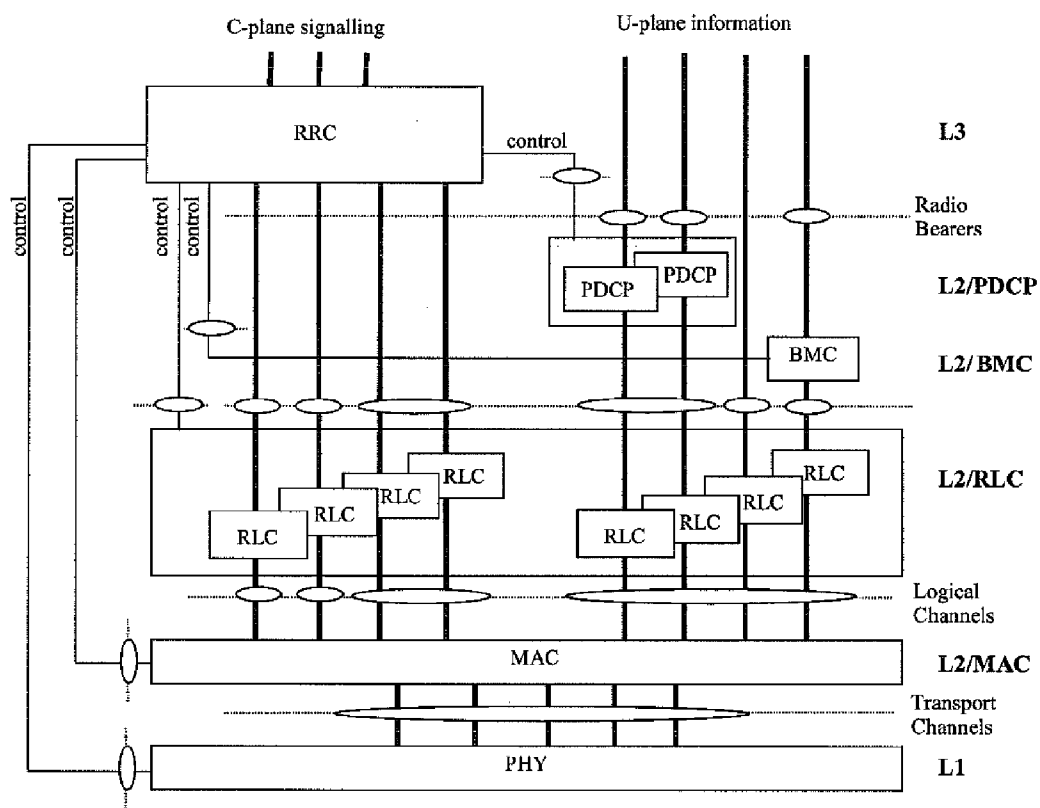 C-plane signalling
U-plane information
RRC
L3
control
control
control
control
control
Radio
Bearers
PDCP
PDCP
L2/PDCP
BMC
L2/ BMC
RLC
RLC
RLC
RLC
RLC
RLC
RLC
RLC
L2/RLC
Logical
Channels
MAC
L2/MAC
Transport
Channels
PHY
L1